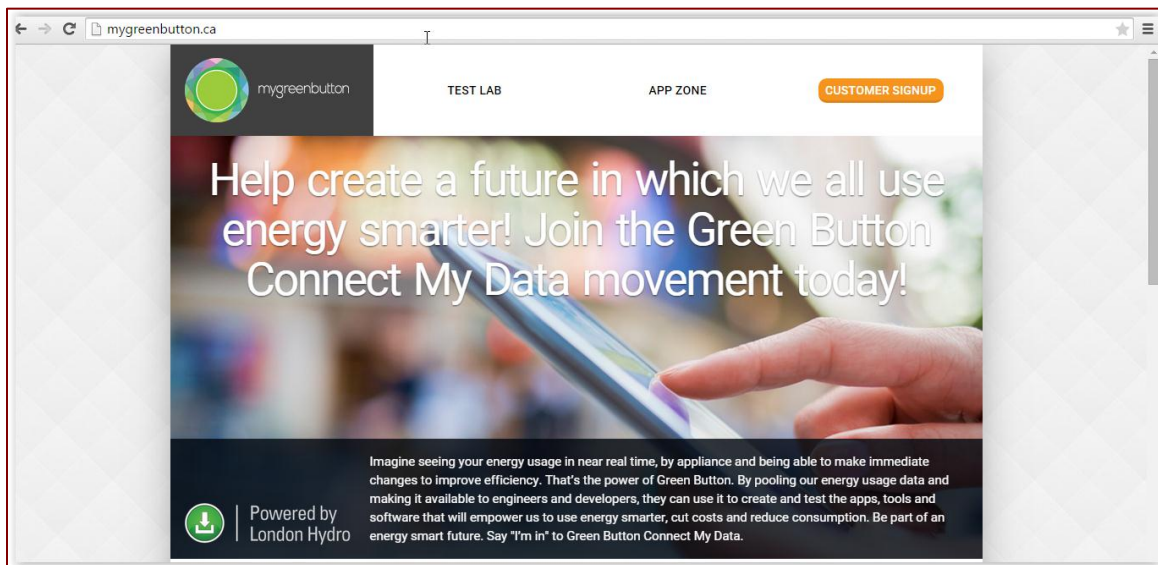 mygreenbutton.ca
mygreenbutton
TEST LAB
APP ZONE
CUSTOMER SIGNUP
Help create a future in which we all use
energy smarter! Join the Green Button
Connect My Data movement today!
Imagine seeing your energy usage in near real time, by appliance and being able to make immediate
changes to improve efficiency. That's the power of Green Button. By pooling our energy usage data and
making it available to engineers and developers, they can use it to create and test the apps, tools and
software that will empower us to use energy smarter, cut costs and reduce consumption. Be part of an
energy smart future. Say "I'm in" to Green Button Connect My Data.
Powered by
London Hydro